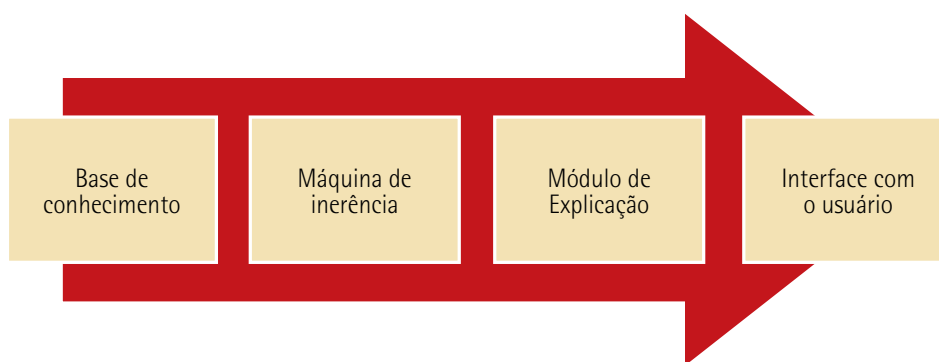 Base de
conhecimento
Máquina de
inerência
Módulo de
Explicação
Interface com
o usuário